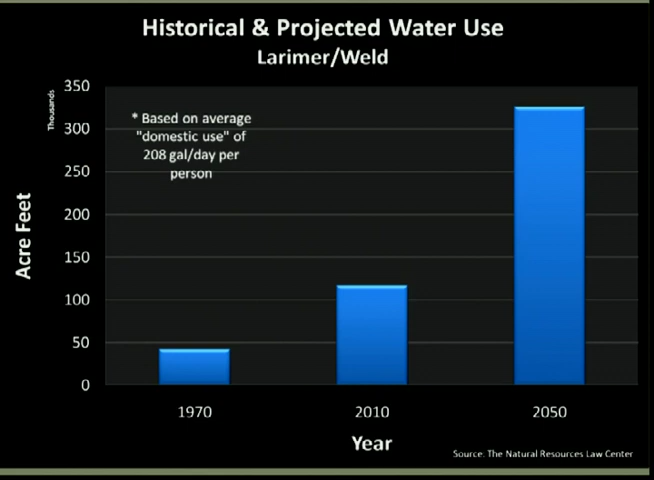 Historical & Projected Water Use
Larimer/Weld
350
Thousands
* Based on average
"domestic use" of
208 gal/day per
person
300
250
200
150
100
50
0
Acre Feet
1970
2010
2050
Year
Source. The Natural Resources Law Center